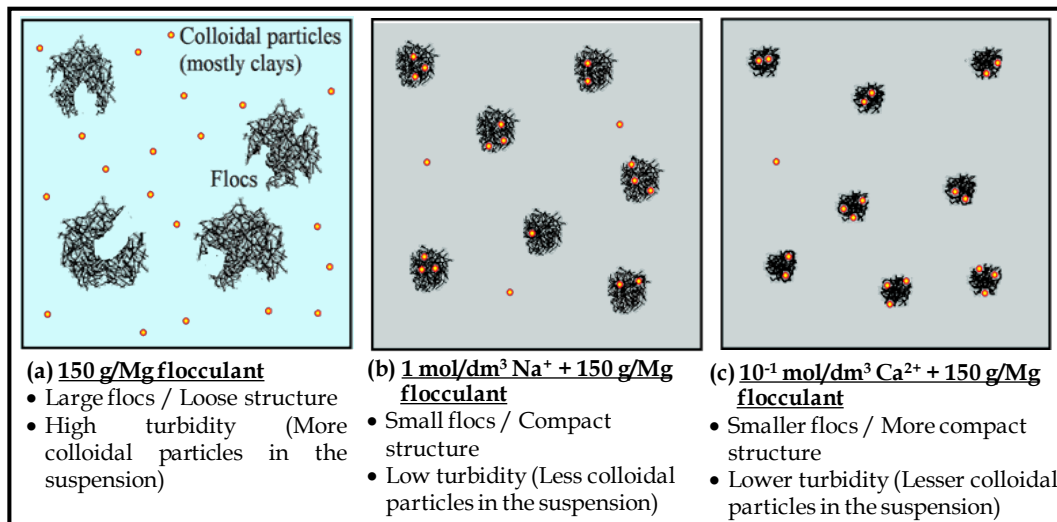 Colloidal particles
(mostly clays)
Flocs
(a) 150 g/Mg flocculant
• Large flocs / Loose structure
• High turbidity (More
colloidal particles in the
suspension)
(b) 1 mol/dm³ Na⁺ + 150 g/Mg
flocculant
• Small flocs / Compact
structure
• Low turbidity (Less colloidal
particles in the suspension)
(c) 10⁻¹ mol/dm³ Ca²⁺ + 150 g/Mg
flocculant
• Smaller flocs / More compact
structure
• Lower turbidity (Lesser colloidal
particles in the suspension)